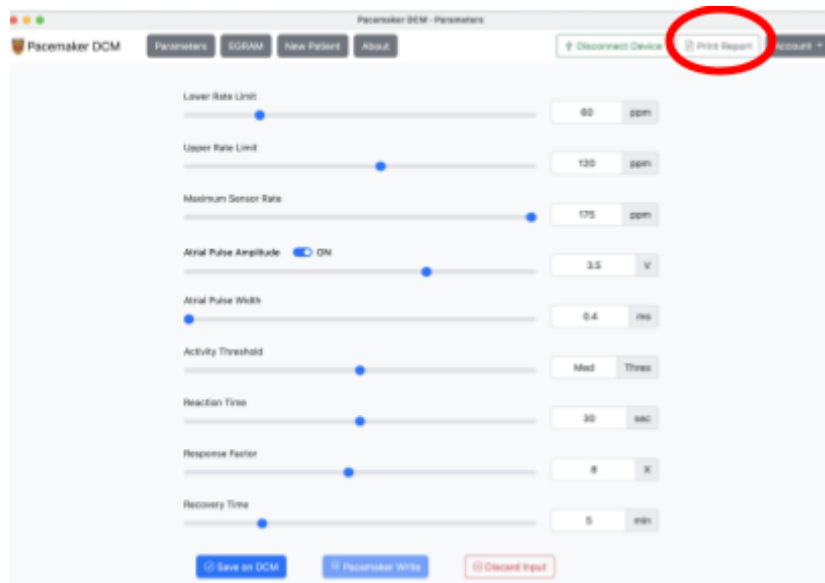 Pacemaker DCM - Parameters
Pacemaker DCM Parameters EGRAM New Patient About Disconnect Device Print Report Account
Lower Rate Limit
60 ppm
Upper Rate Limit
120 ppm
Maximum Sensor Rate
175 ppm
Atrial Pulse Amplitude ON
3.5 V
Atrial Pulse Width
0.4 ms
Activity Threshold
Med Thres
Reaction Time
30 sec
Response Factor
8 X
Recovery Time
5 min
Save on DCM Pacemaker Write Discard Input